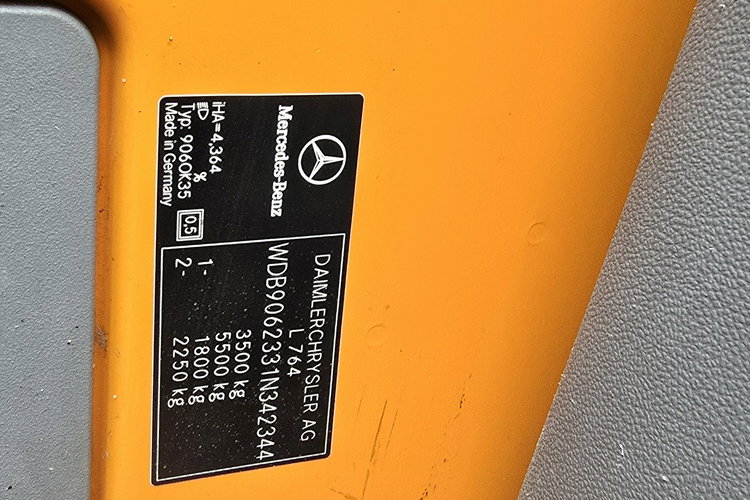 Mercedes-Benz
iHA=4,364
%
Typ: 906OK35
Made in Germany
0,5
DAIMLERCHRYSLER AG
L 764
WDB9062331N342344
3500 kg
5500 kg
1- 1800 kg
2- 2250 kg